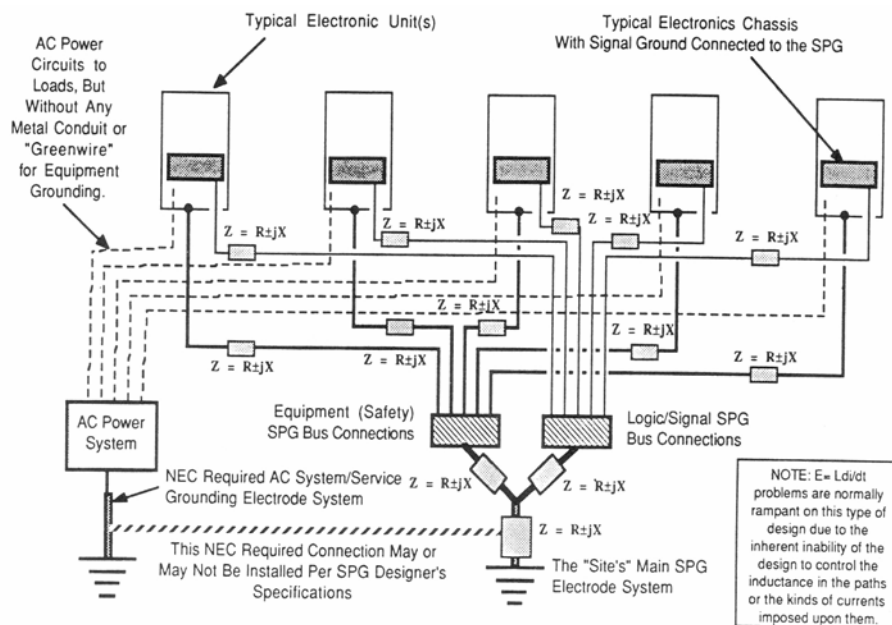 Typical Electronic Unit(s)
Typical Electronics Chassis
With Signal Ground Connected to the SPG
AC Power
Circuits to
Loads, But
Without Any
Metal Conduit or
"Greenwire"
for Equipment
Grounding.
Z = R±jX
Z = R±jX
Z = R±jX
Z = R±jX
Z = R±jX
Z = R±jX
Z = R±jX
Z = R±jX
Z = R±jX
Z = R±jX
AC Power
System
Equipment (Safety)
SPG Bus Connections
Logic/Signal SPG
Bus Connections
NEC Required AC System/Service
Grounding Electrode System
Z = R±jX
Z = R±jX
Z = R±jX
This NEC Required Connection May or
May Not be Installed Per SPG Designer's
Specifications
The "Site's" Main SPG
Electrode System
NOTE: E= Ldi/dt
problems are normally
rampant on this type of
design due to the
inherent inability of the
design to control the
inductance in the paths
or the kinds of currents
imposed upon them.